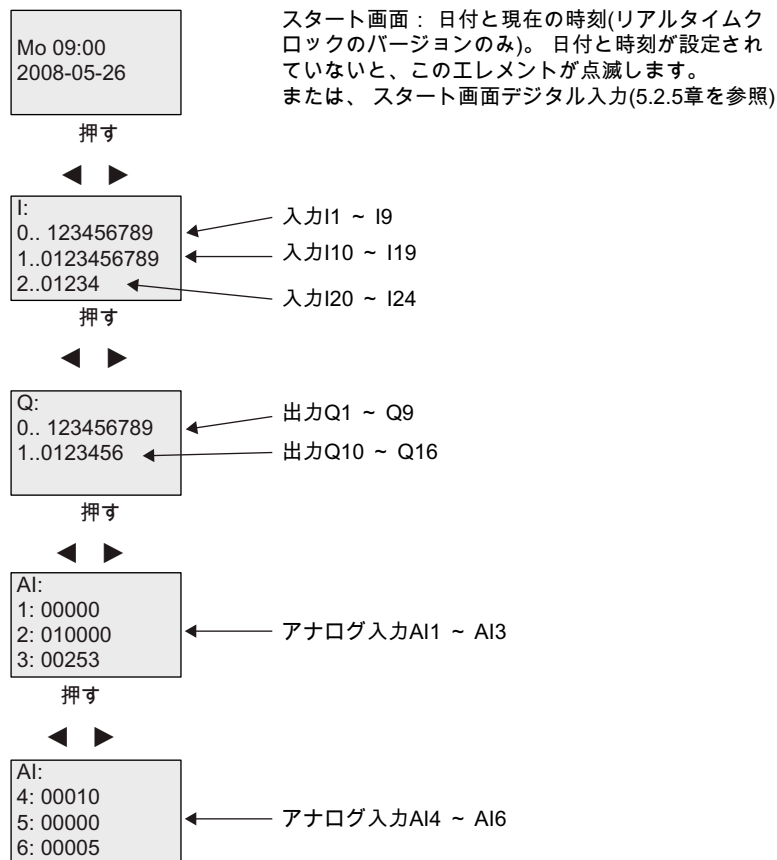 Mo 09:00
2008-05-26
スタート画面： 日付と現在の時刻(リアルタイムク
ロックのバージョンのみ)。 日付と時刻が設定され
ていないと、このエレメントが点滅します。
または、 スタート画面デジタル入力(5.2.5章を参照)
押す
I:
0.. 123456789
1..0123456789
2..01234
入力I1 ~ I9
入力I10 ~ I19
入力I20 ~ I24
押す
Q:
0.. 123456789
1..0123456
出力Q1 ~ Q9
出力Q10 ~ Q16
押す
AI:
1: 00000
2: 010000
3: 00253
アナログ入力AI1 ~ AI3
押す
AI:
4: 00010
5: 00000
6: 00005
アナログ入力AI4 ~ AI6